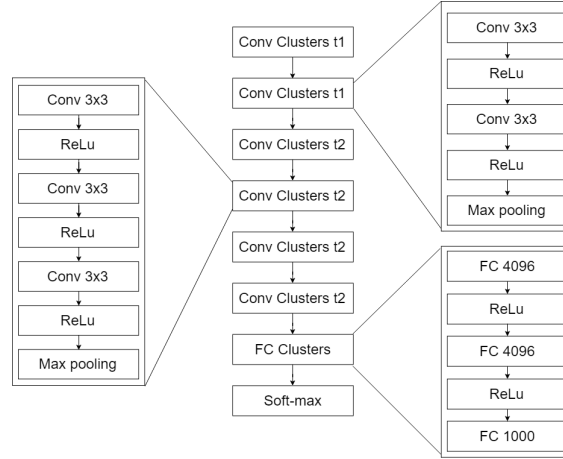 Conv Clusters t1
Conv Clusters t1
Conv Clusters t2
Conv Clusters t2
Conv Clusters t2
Conv Clusters t2
FC Clusters
Soft-max
Conv 3x3
ReLu
Conv 3x3
ReLu
Conv 3x3
ReLu
Max pooling
Conv 3x3
ReLu
Conv 3x3
ReLu
Max pooling
FC 4096
ReLu
FC 4096
ReLu
FC 1000